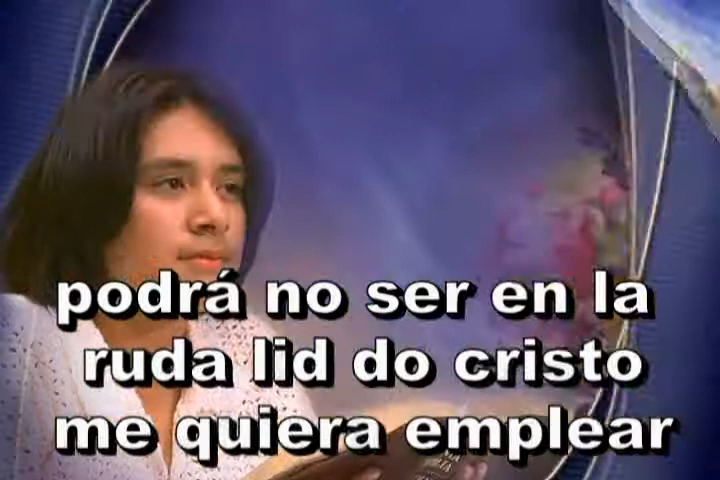 podrá no ser en la
ruda lid do cristo
me quiera emplear